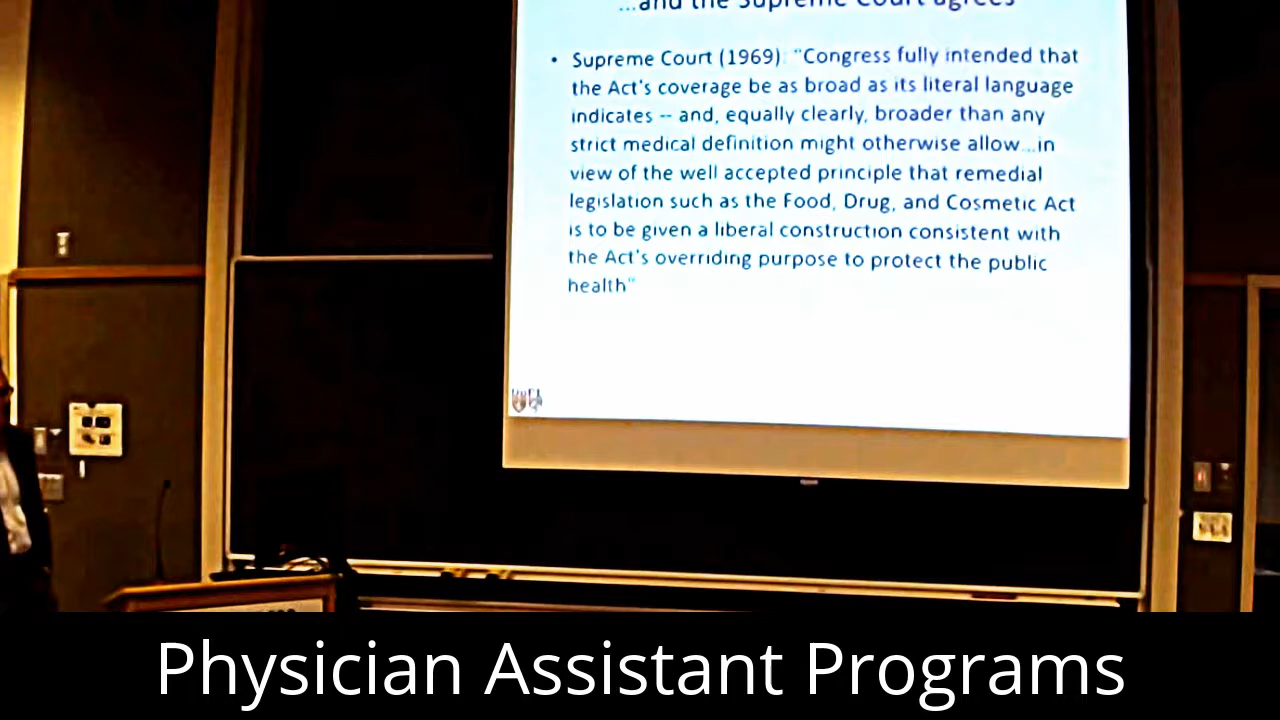 ...and the Supreme Court agrees
• Supreme Court (1969): "Congress fully intended that
the Act's coverage be as broad as its literal language
indicates -- and, equally clearly, broader than any
strict medical definition might otherwise allow...in
view of the well accepted principle that remedial
legislation such as the Food, Drug, and Cosmetic Act
is to be given a liberal construction consistent with
the Act's overriding purpose to protect the public
health"
Physician Assistant Programs